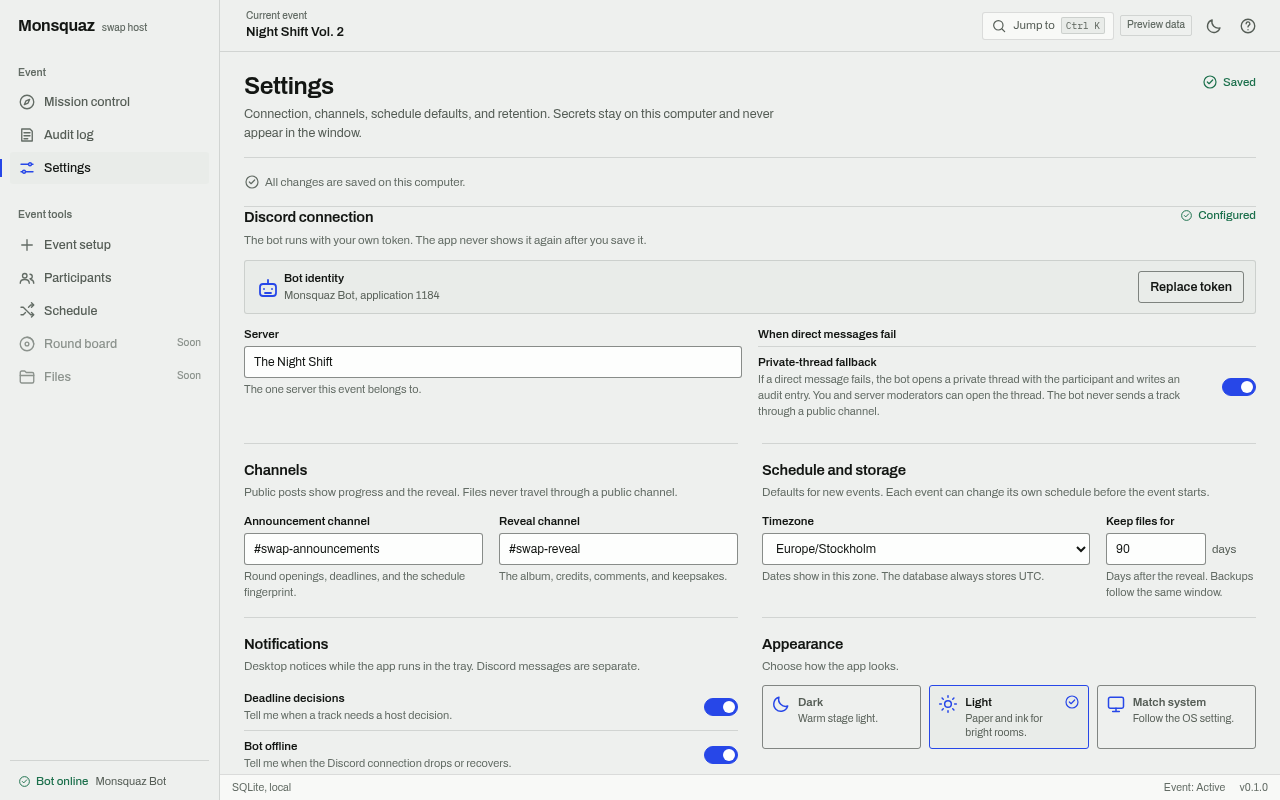 Monsquaz swap host
Event
Mission control
Audit log
Settings
Event tools
Event setup
Participants
Schedule
Round board Soon
Files Soon
Bot online Monsquaz Bot
Current event
Night Shift Vol. 2
Jump to Ctrl K
Preview data
Settings
Saved
Connection, channels, schedule defaults, and retention. Secrets stay on this computer and never
appear in the window.
All changes are saved on this computer.
Discord connection
Configured
The bot runs with your own token. The app never shows it again after you save it.
Bot identity
Monsquaz Bot, application 1184
Replace token
Server
The Night Shift
The one server this event belongs to.
When direct messages fail
Private-thread fallback
If a direct message fails, the bot opens a private thread with the participant and writes an
audit entry. You and server moderators can open the thread. The bot never sends a track
through a public channel.
Channels
Public posts show progress and the reveal. Files never travel through a public channel.
Announcement channel
#swap-announcements
Round openings, deadlines, and the schedule
fingerprint.
Reveal channel
#swap-reveal
The album, credits, comments, and keepsakes.
Schedule and storage
Defaults for new events. Each event can change its own schedule before the event starts.
Timezone
Europe/Stockholm
Dates show in this zone. The database always stores UTC.
Keep files for
90 days
Days after the reveal. Backups
follow the same window.
Notifications
Desktop notices while the app runs in the tray. Discord messages are separate.
Deadline decisions
Tell me when a track needs a host decision.
Bot offline
Tell me when the Discord connection drops or recovers.
Appearance
Choose how the app looks.
Dark
Warm stage light.
Light
Paper and ink for
bright rooms.
Match system
Follow the OS setting.
SQLite, local
Event: Active v0.1.0